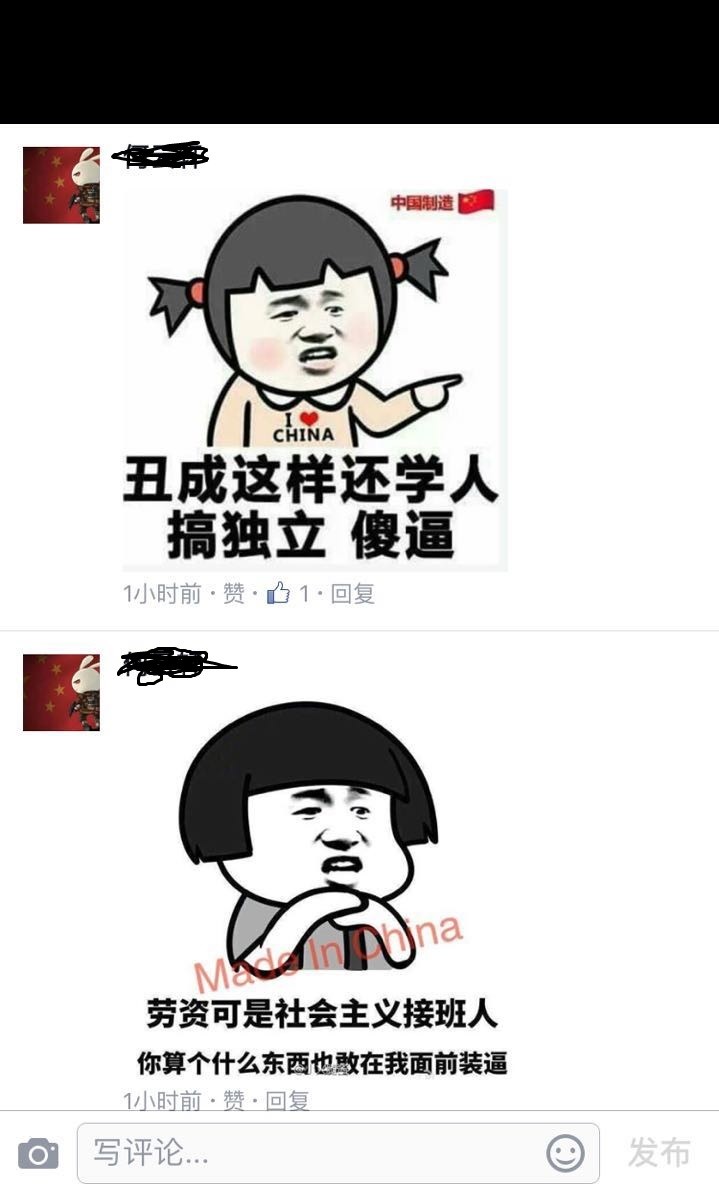 中国制造
I ❤
CHINA
丑成这样还学人
搞独立 傻逼
1小时前 · 赞 · 1 · 回复
Made In China
劳资可是社会主义接班人
你算个什么东西也敢在我面前装逼
1小时前 · 赞 · 回复
写评论...
发布